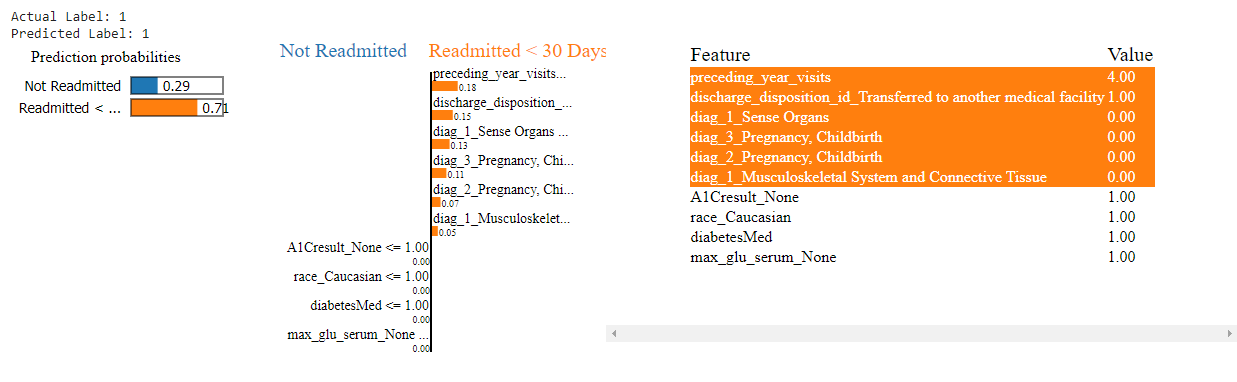 Actual Label: 1
Predicted Label: 1
Prediction probabilities
Not Readmitted 0.29
Readmitted < ... 0.71
Not Readmitted Readmitted < 30 Days
preceding_year_visits...
0.18
discharge_disposition_...
0.15
diag_1_Sense Organs ...
0.13
diag_3_Pregnancy, Chi...
0.11
diag_2_Pregnancy, Chi...
0.07
diag_1_Musculoskelet...
0.05
A1Cresult_None <= 1.00
0.00
race_Caucasian <= 1.00
0.00
diabetesMed <= 1.00
0.00
max_glu_serum_None ...
0.00
Feature Value
preceding_year_visits 4.00
discharge_disposition_id_Transferred to another medical facility 1.00
diag_1_Sense Organs 0.00
diag_3_Pregnancy, Childbirth 0.00
diag_2_Pregnancy, Childbirth 0.00
diag_1_Musculoskeletal System and Connective Tissue 0.00
A1Cresult_None 1.00
race_Caucasian 1.00
diabetesMed 1.00
max_glu_serum_None 1.00